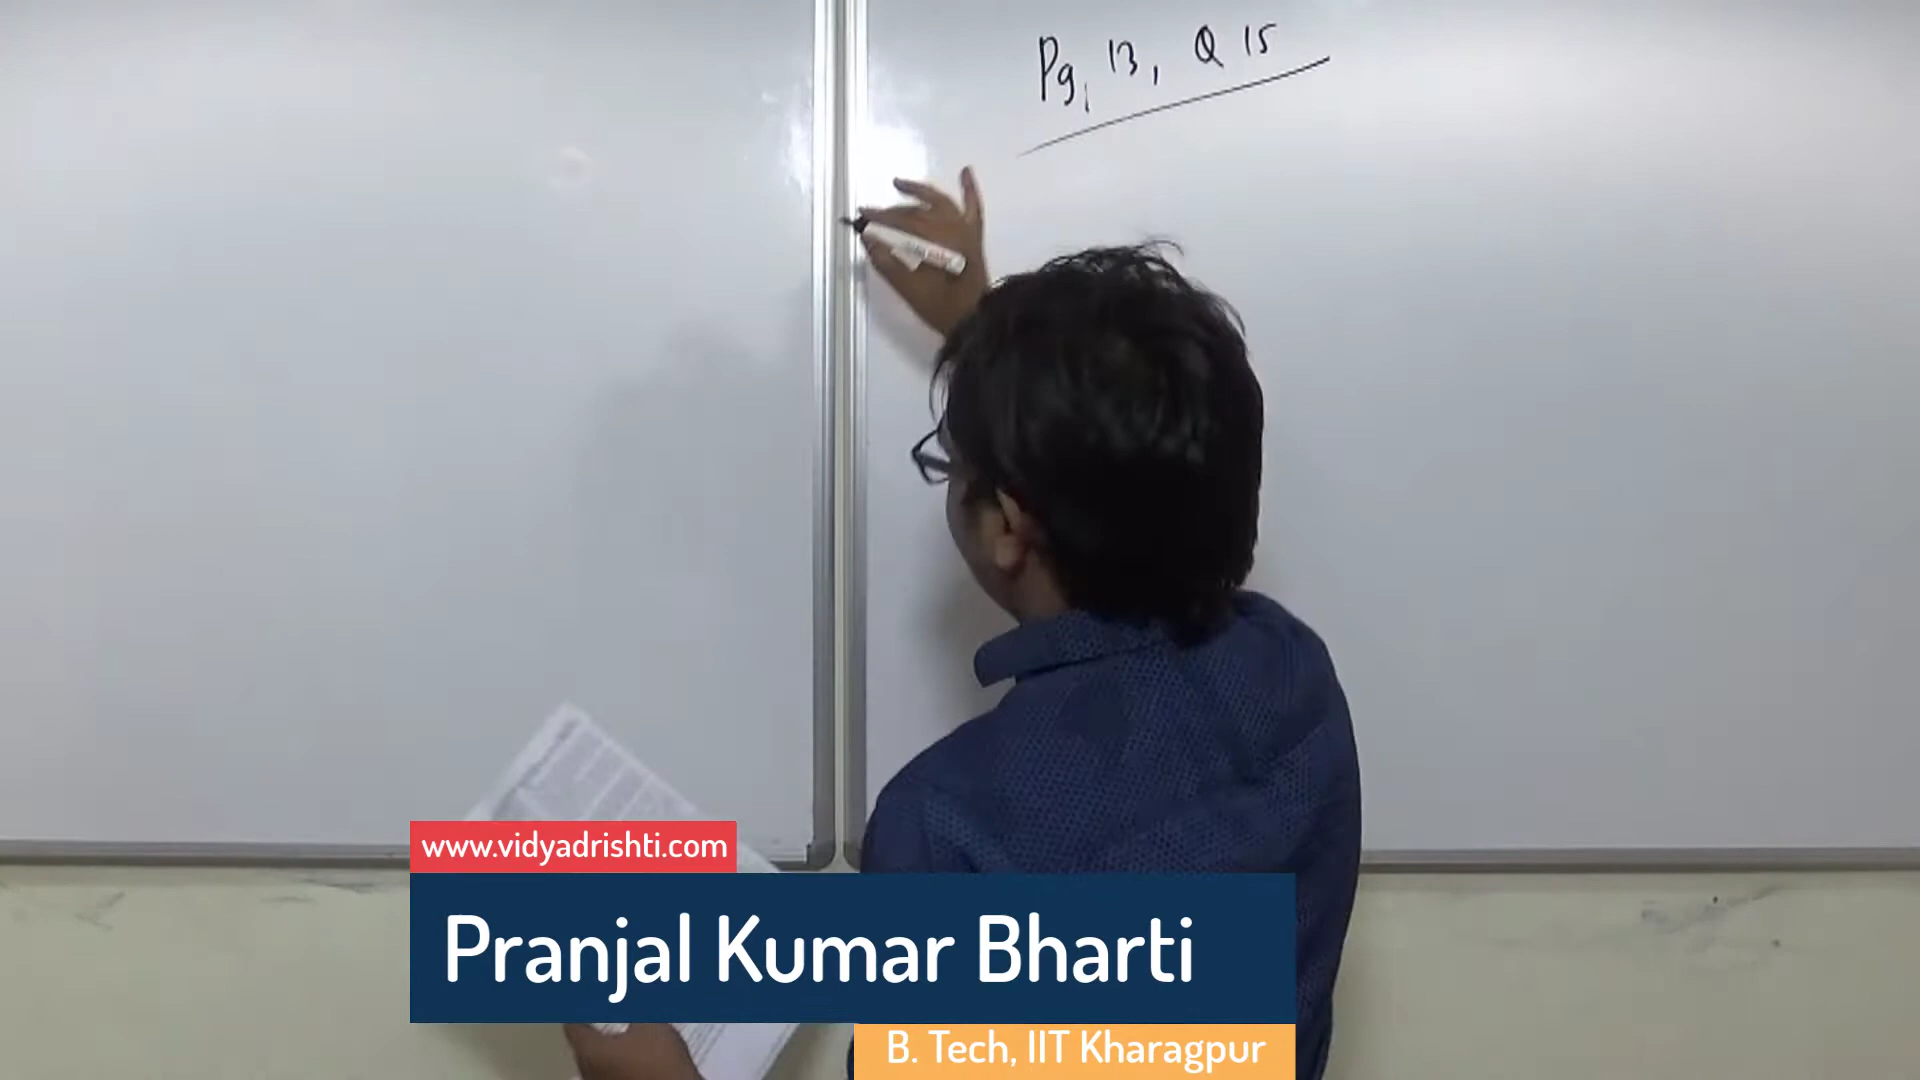 Pg, 13, Q 15
www.vidyadrishti.com
Pranjal Kumar Bharti
B. Tech, IIT Kharagpur